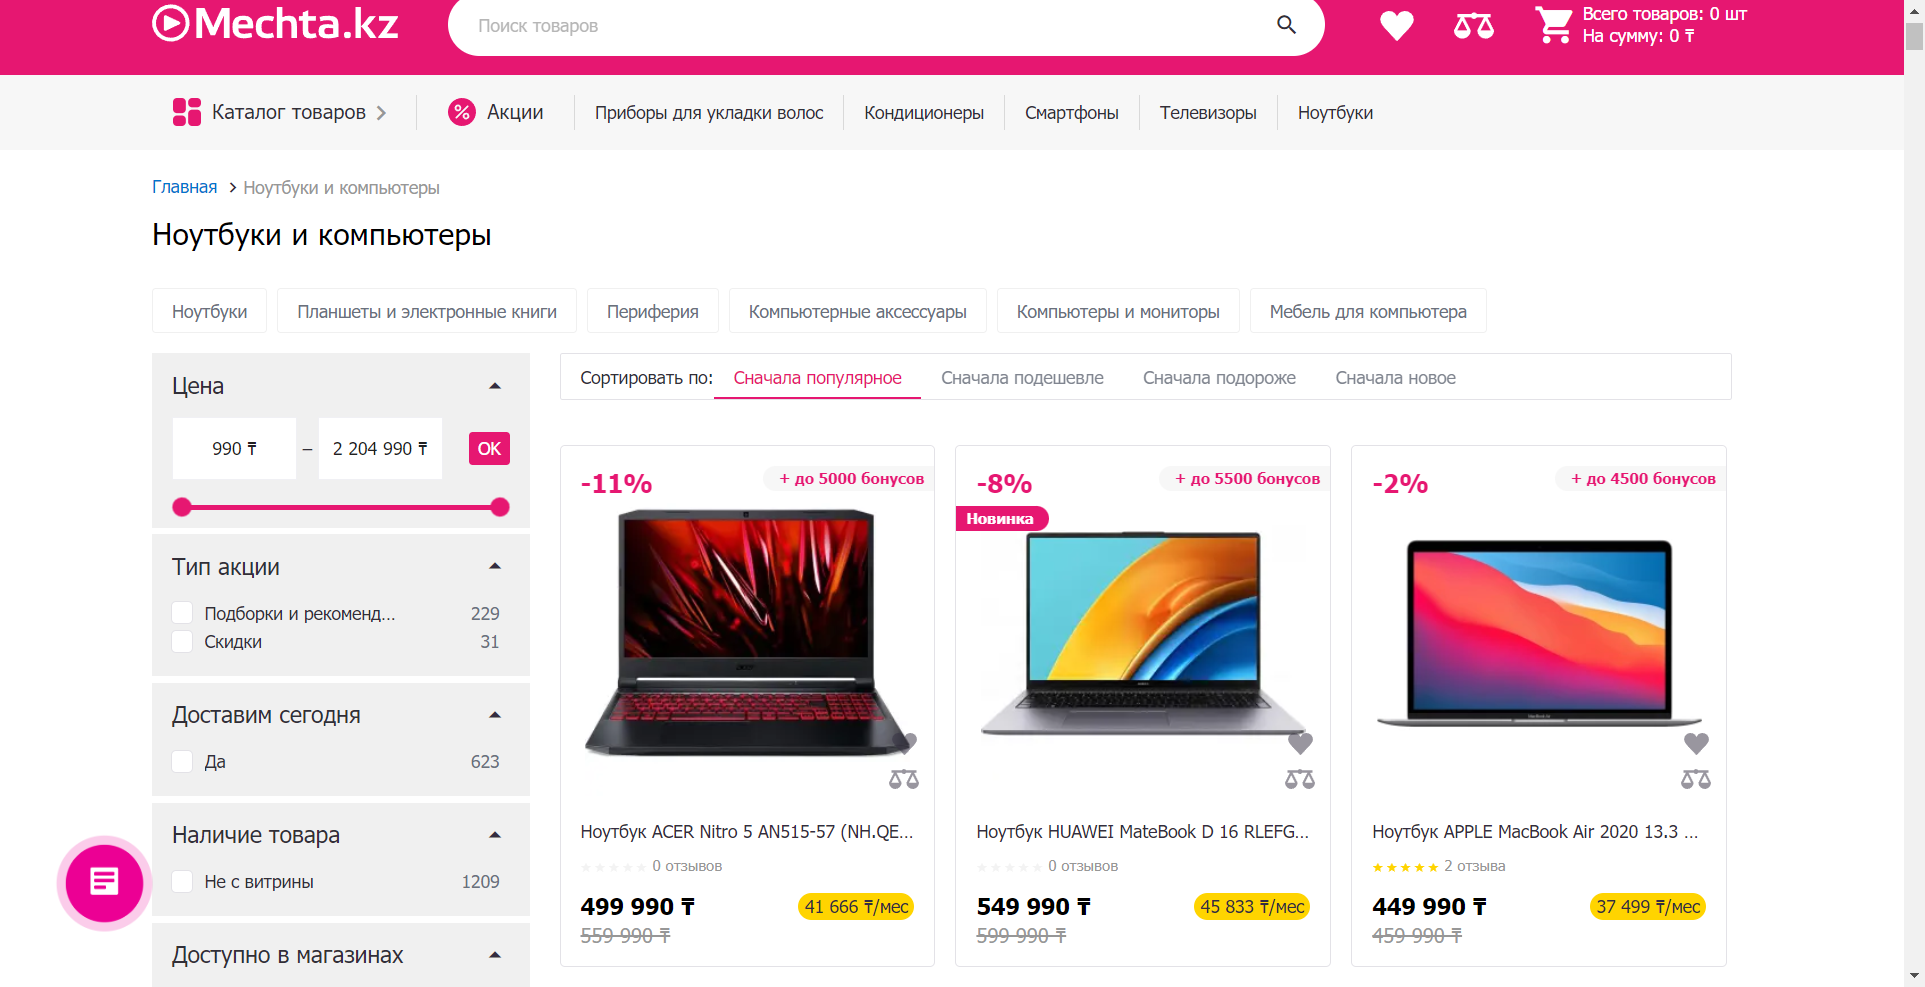 Mechta.kz
Поиск товаров
Всего товаров: 0 шт
На сумму: 0 ₸
Каталог товаров
% Акции
Приборы для укладки волос
Кондиционеры
Смартфоны
Телевизоры
Ноутбуки
Главная > Ноутбуки и компьютеры
Ноутбуки и компьютеры
Ноутбуки
Планшеты и электронные книги
Периферия
Компьютерные аксессуары
Компьютеры и мониторы
Мебель для компьютера
Цена
990 ₸ – 2 204 990 ₸ OK
Тип акции
Подборки и рекоменд... 229
Скидки 31
Доставим сегодня
Да 623
Наличие товара
Не с витрины 1209
Доступно в магазинах
Сортировать по: Сначала популярное Сначала подешевле Сначала подороже Сначала новое
-11%
+ до 5000 бонусов
Ноутбук ACER Nitro 5 AN515-57 (NH.QE...
0 отзывов
499 990 ₸
41 666 ₸/мес
559 990 ₸
-8%
+ до 5500 бонусов
Новинка
Ноутбук HUAWEI MateBook D 16 RLEFG...
0 отзывов
549 990 ₸
45 833 ₸/мес
599 990 ₸
-2%
+ до 4500 бонусов
Ноутбук APPLE MacBook Air 2020 13.3 ...
2 отзыва
449 990 ₸
37 499 ₸/мес
459 990 ₸